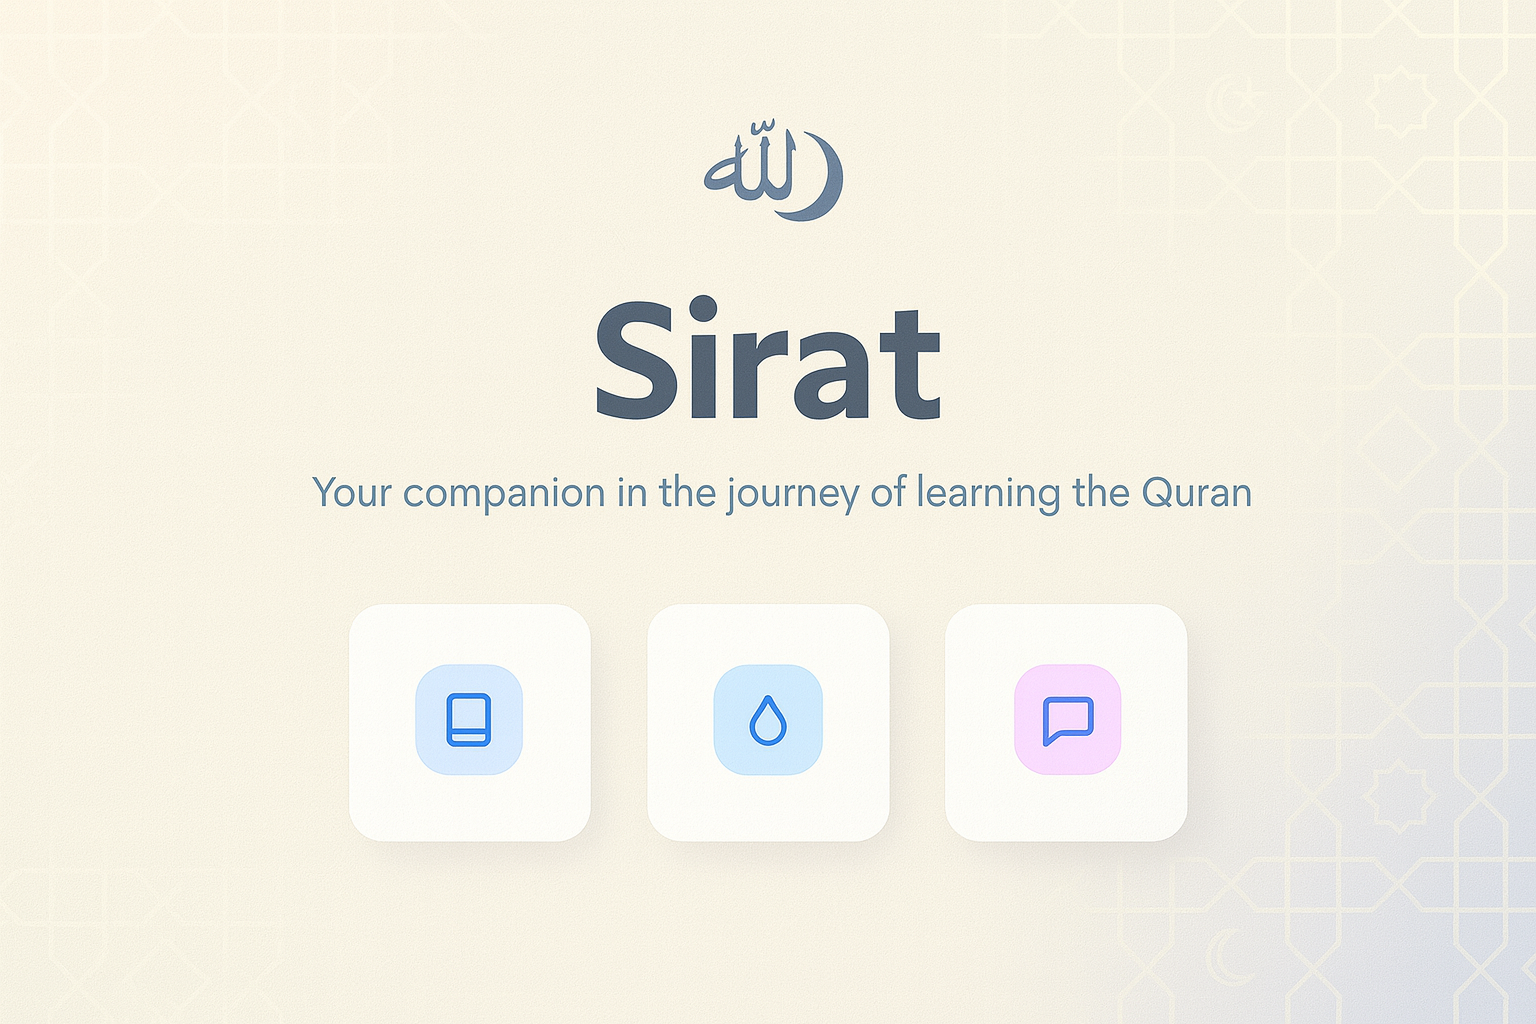 الله
Sirat
Your companion in the journey of learning the Quran